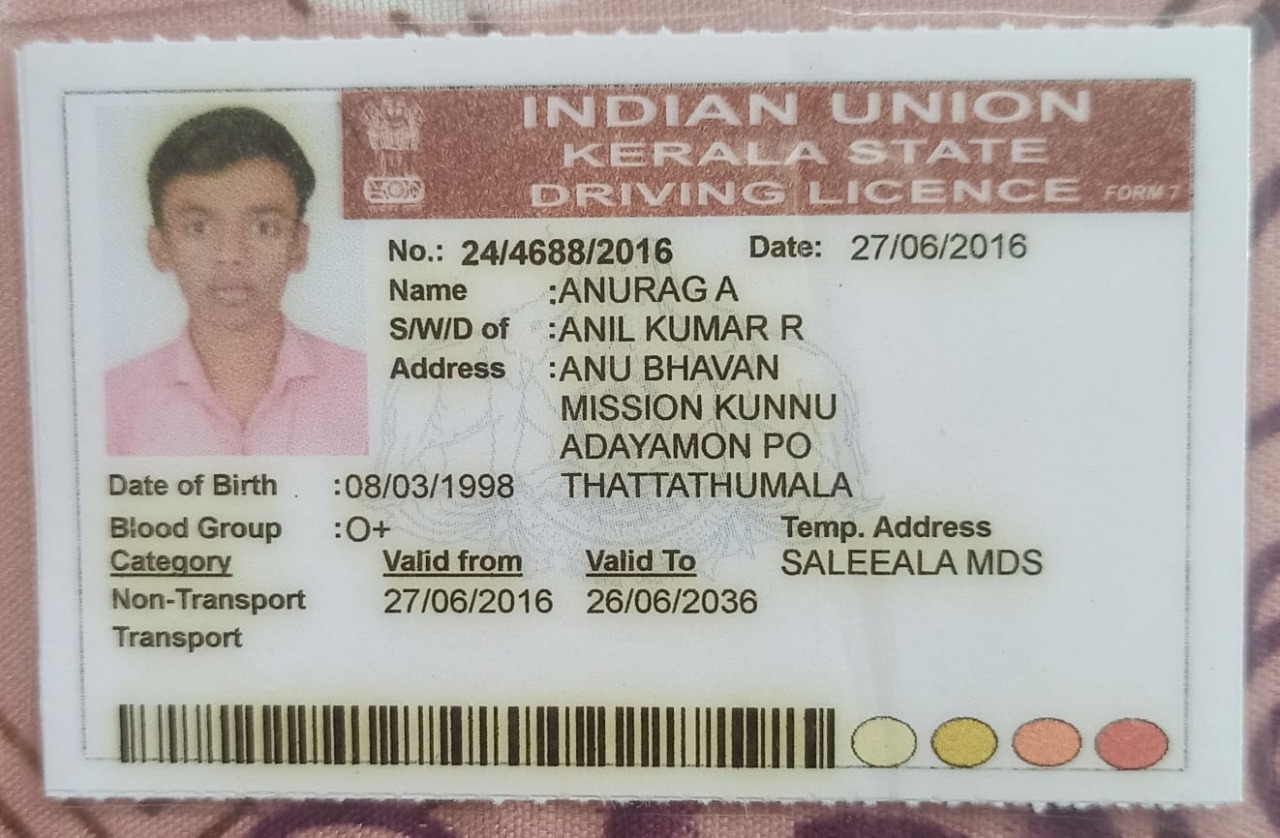 INDIAN UNION
KERALA STATE
DRIVING LICENCE FORM 7
No.: 24/4688/2016 Date: 27/06/2016
Name :ANURAG A
S/W/D of :ANIL KUMAR R
Address :ANU BHAVAN
MISSION KUNNU
ADAYAMON PO
Date of Birth :08/03/1998 THATTATHUMALA
Blood Group :O+ Temp. Address
Category Valid from Valid To SALEEALA MDS
Non-Transport 27/06/2016 26/06/2036
Transport